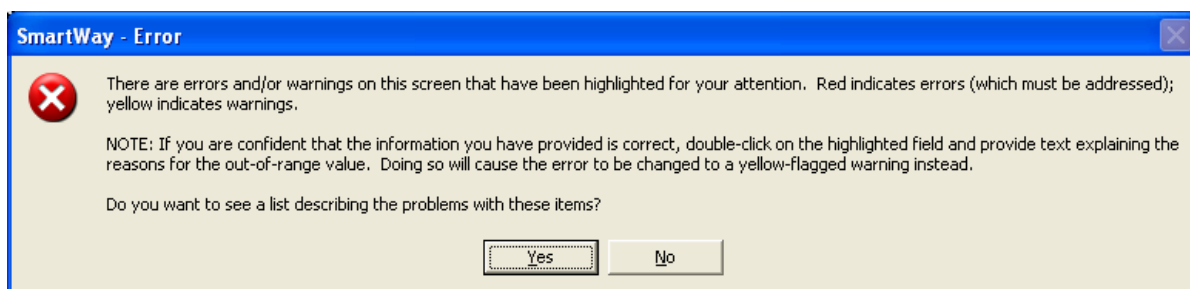 SmartWay - Error
There are errors and/or warnings on this screen that have been highlighted for your attention.  Red indicates errors (which must be addressed);
yellow indicates warnings.
NOTE: If you are confident that the information you have provided is correct, double-click on the highlighted field and provide text explaining the
reasons for the out-of-range value.  Doing so will cause the error to be changed to a yellow-flagged warning instead.
Do you want to see a list describing the problems with these items?
Yes No